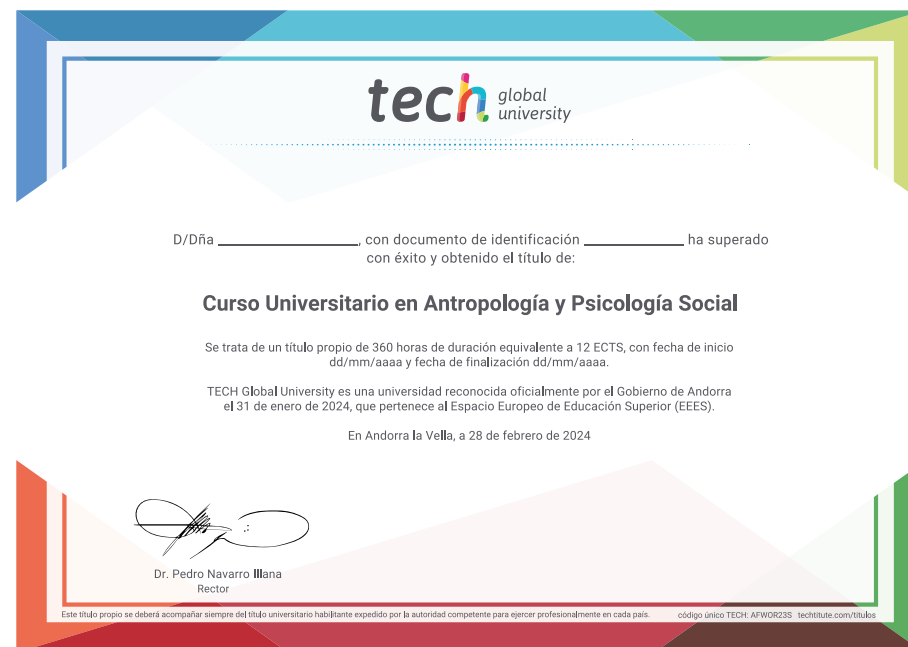 tech global university
D/Dña ____________________, con documento de identificación ______________ ha superado
con éxito y obtenido el título de:
Curso Universitario en Antropología y Psicología Social
Se trata de un título propio de 360 horas de duración equivalente a 12 ECTS, con fecha de inicio
dd/mm/aaaa y fecha de finalización dd/mm/aaaa.
TECH Global University es una universidad reconocida oficialmente por el Gobierno de Andorra
el 31 de enero de 2024, que pertenece al Espacio Europeo de Educación Superior (EEES).
En Andorra la Vella, a 28 de febrero de 2024
Dr. Pedro Navarro Illana
Rector
Este título propio se deberá acompañar siempre del título universitario habilitante expedido por la autoridad competente para ejercer profesionalmente en cada país.
código único TECH: AFWOR23S techtitute.com/titulos